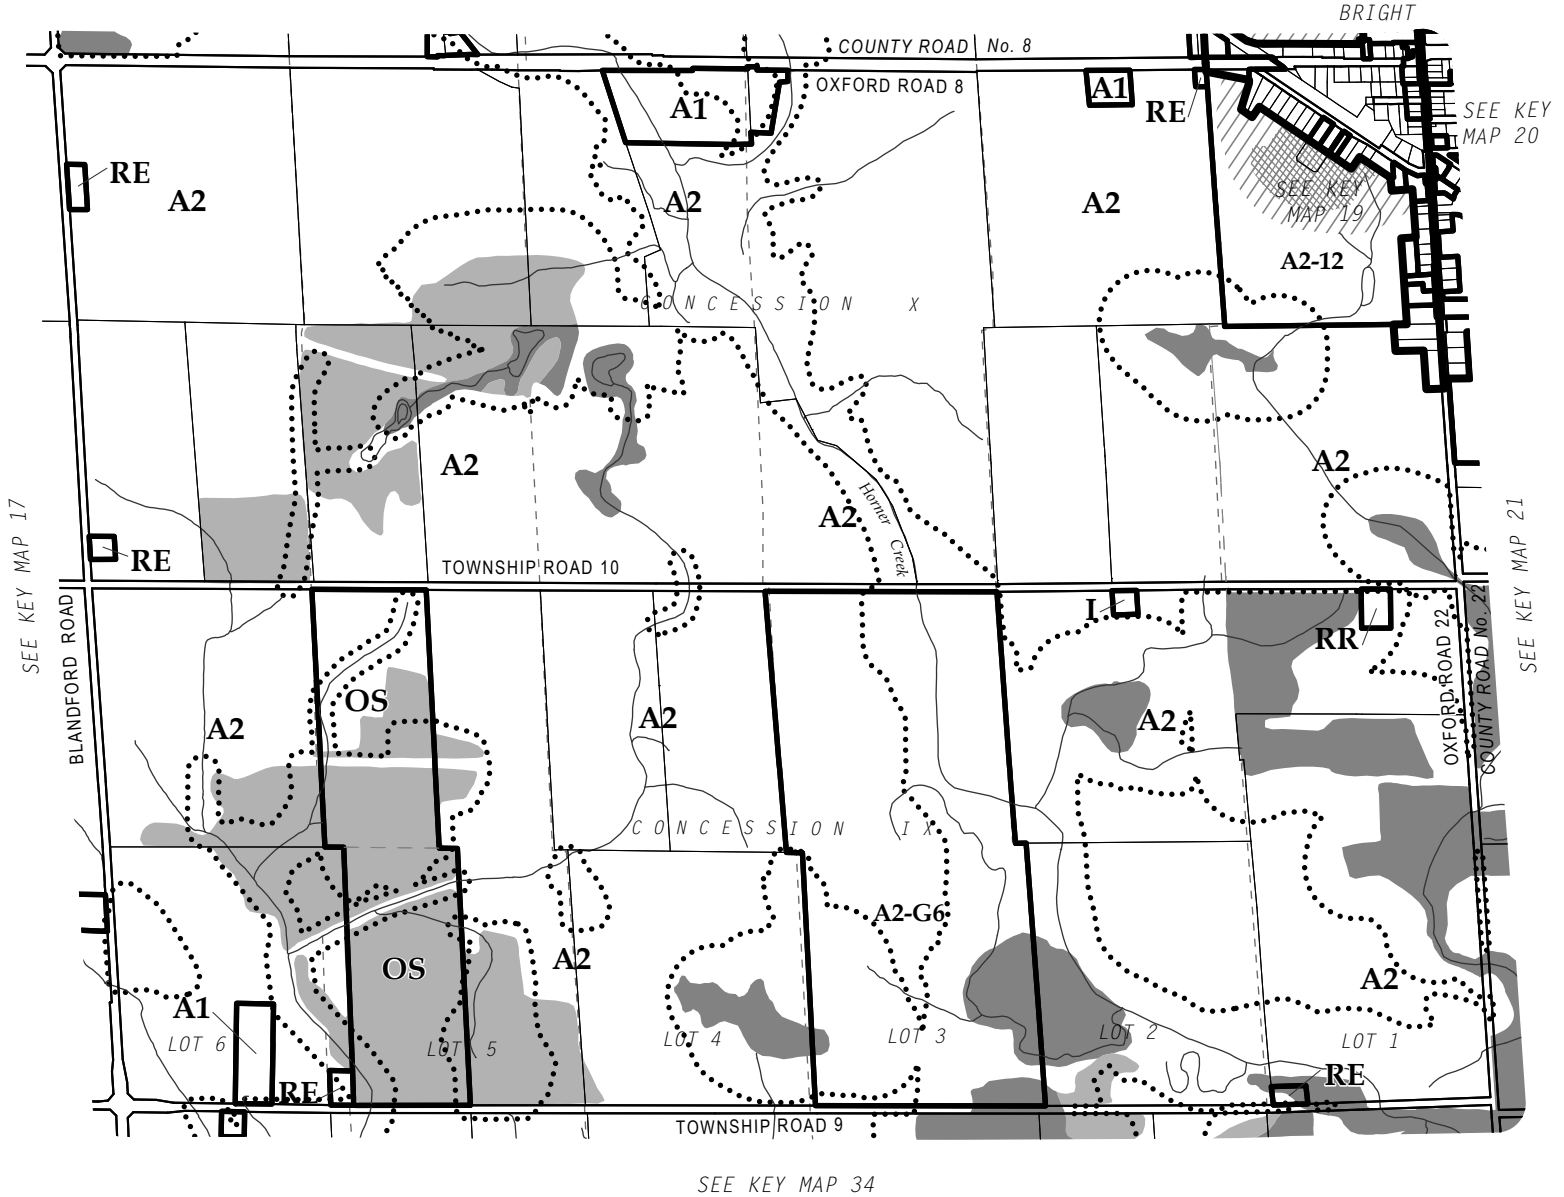 BRIGHT
COUNTY ROAD No. 8
OXFORD ROAD 8
A1
A1
RE
SEE KEY
MAP 20
RE
A2
A2
A2
SEE KEY
MAP 19
A2-12
CONCESSION X
A2
A2
A2
Horner Creek
SEE KEY MAP 17
SEE KEY MAP 21
RE
TOWNSHIP ROAD 10
BLANDFORD ROAD
I
RR
OXFORD ROAD 22
COUNTY ROAD No. 22
OS
A2
A2
A2
CONCESSION IX
A2-G6
OS
A2
A2
A1
LOT 6
LOT 5
LOT 4
LOT 3
LOT 2
LOT 1
RE
RE
TOWNSHIP ROAD 9
SEE KEY MAP 34